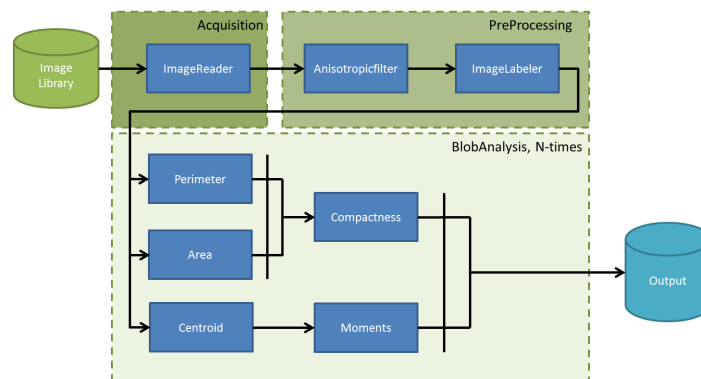 Acquisition
PreProcessing
Image
Library
ImageReader
Anisotropicfilter
ImageLabeler
BlobAnalysis, N-times
Perimeter
Compactness
Area
Output
Centroid
Moments